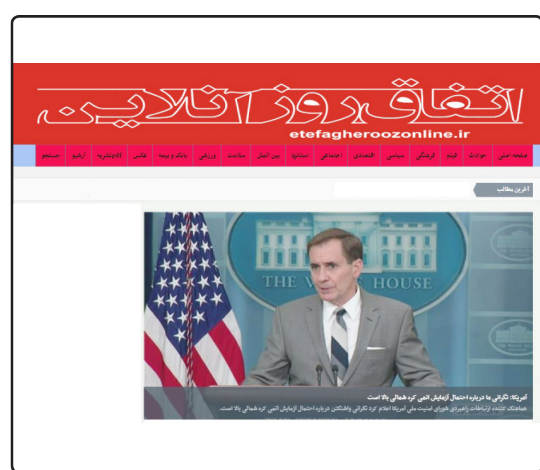 اتفاق روز آنلاین
etefagheroozonline.ir
صفحه اصلی حوادث فیلم فرهنگی سیاسی اقتصادی اجتماعی استانها بین الملل سلامت ورزشی بانک و بیمه عکس آرشیو جستجو
آخرین مطالب
THE HOUSE
آمریکا: نگرانی ما درباره احتمال آزمایش اتمی کره شمالی بالا است
هماهنگ کننده ارتباطات راهبردی شورای امنیت ملی آمریکا اعلام کرد نگرانی واشنگتن درباره احتمال آزمایش اتمی کره شمالی بالا است.